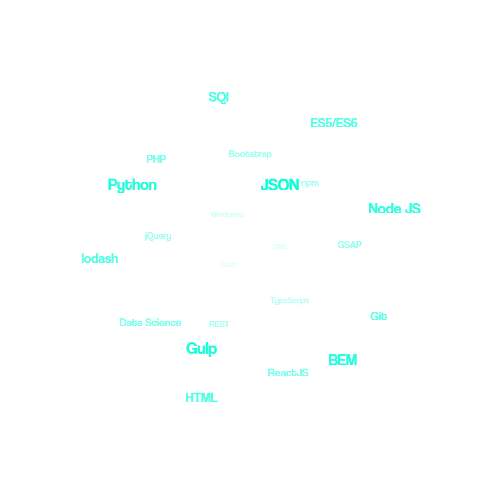 SQl
ES5/ES6
Bootstrap
PHP
Python
JSON
npm
Node JS
Wordpress
jQuery
GSAP
CSS
lodash
TypeScript
Git
Data Science
REST
Gulp
BEM
ReactJS
HTML